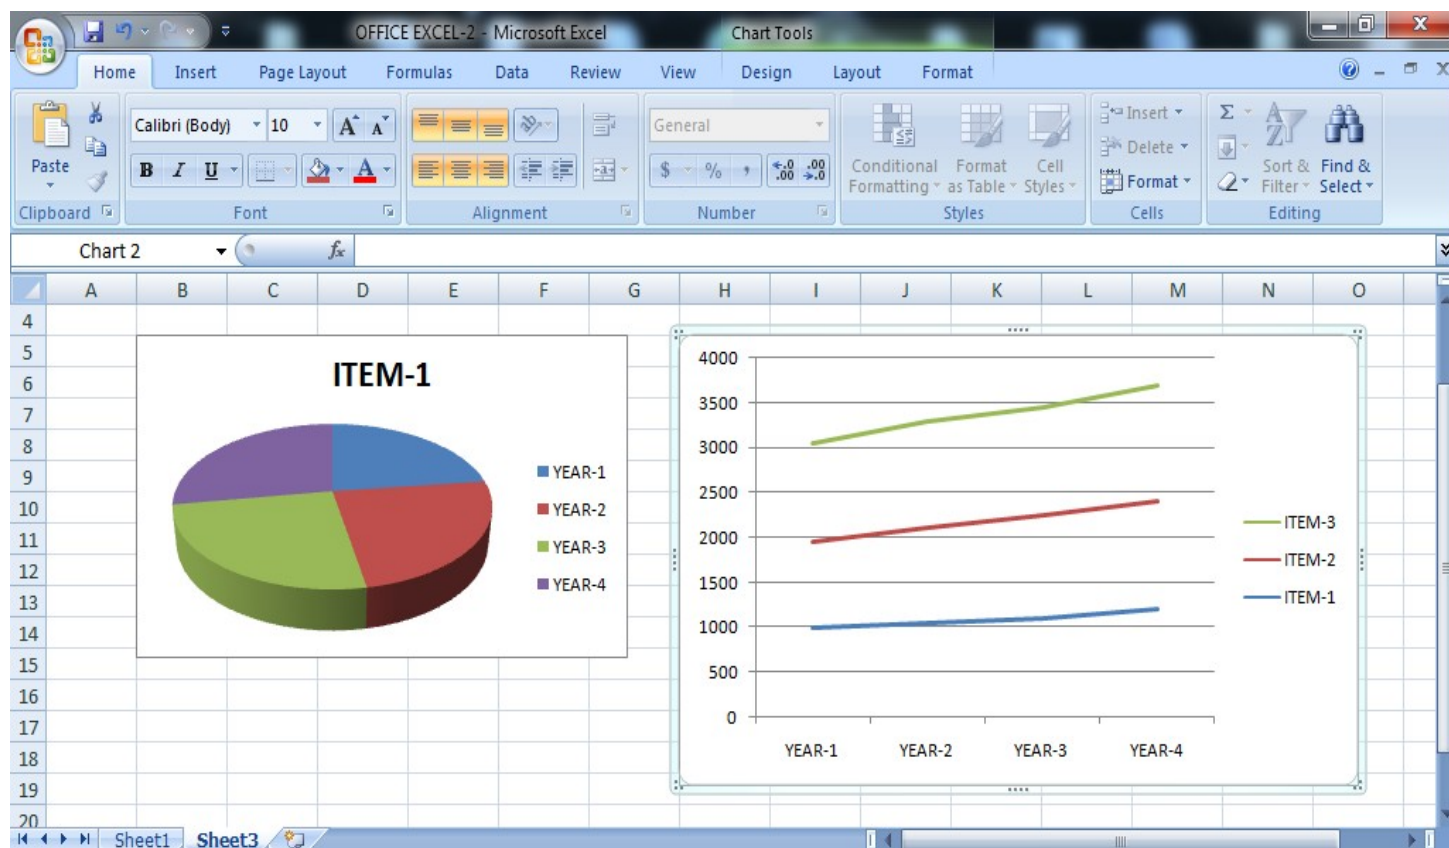 OFFICE EXCEL-2 - Microsoft Excel Chart Tools
Home Insert Page Layout Formulas Data Review View Design Layout Format
Paste
Clipboard
Calibri (Body) 10 A A
B I U A
Font
Alignment
General
$ % , .0 .00 .00 .0
Number
Conditional Formatting
Format as Table
Cell Styles
Styles
Insert
Delete
Format
Cells
Σ
Sort & Filter
Find & Select
Editing
Chart 2 fx
A B C D E F G H I J K L M N O
4
5
6
7
8
9
10
11
12
13
14
15
16
17
18
19
20
ITEM-1
YEAR-1
YEAR-2
YEAR-3
YEAR-4
4000
3500
3000
2500
2000
1500
1000
500
0
YEAR-1 YEAR-2 YEAR-3 YEAR-4
ITEM-3
ITEM-2
ITEM-1
Sheet1 Sheet3